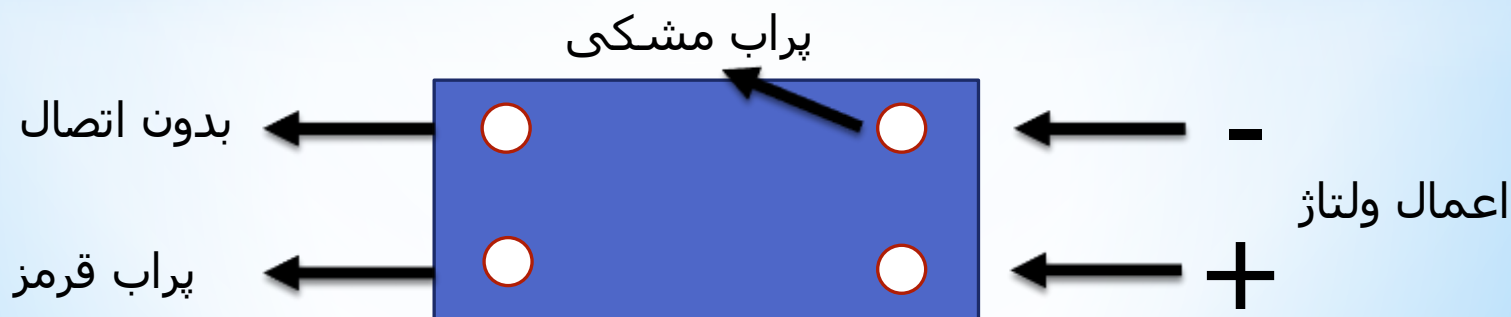 پراب مشکی
بدون اتصال
-
اعمال ولتاژ
پراب قرمز
+